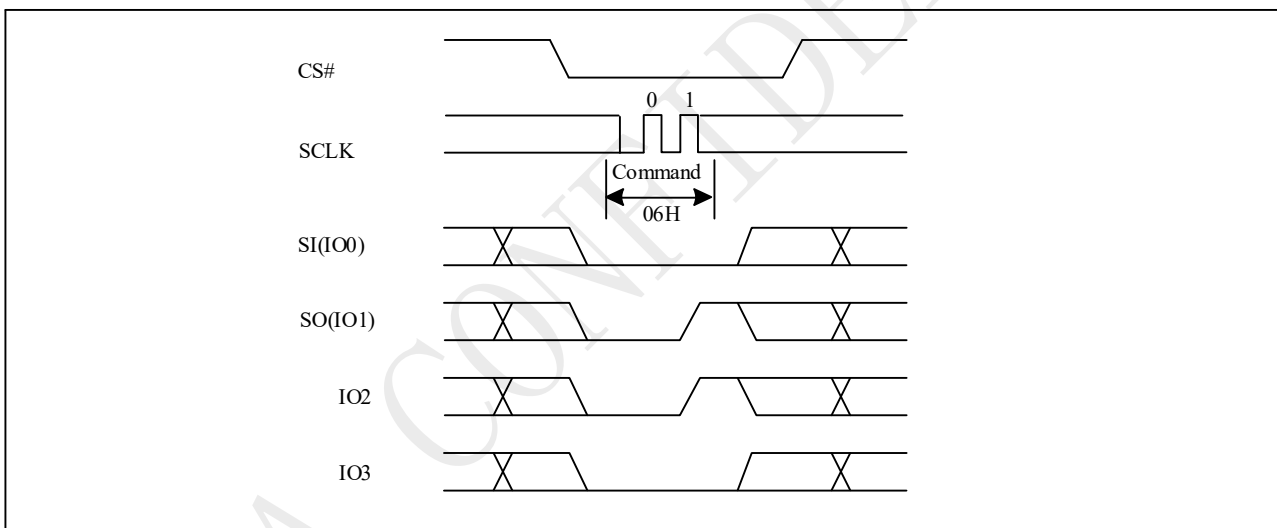 CS#
0 1
SCLK
Command
06H
SI(IO0)
SO(IO1)
IO2
IO3